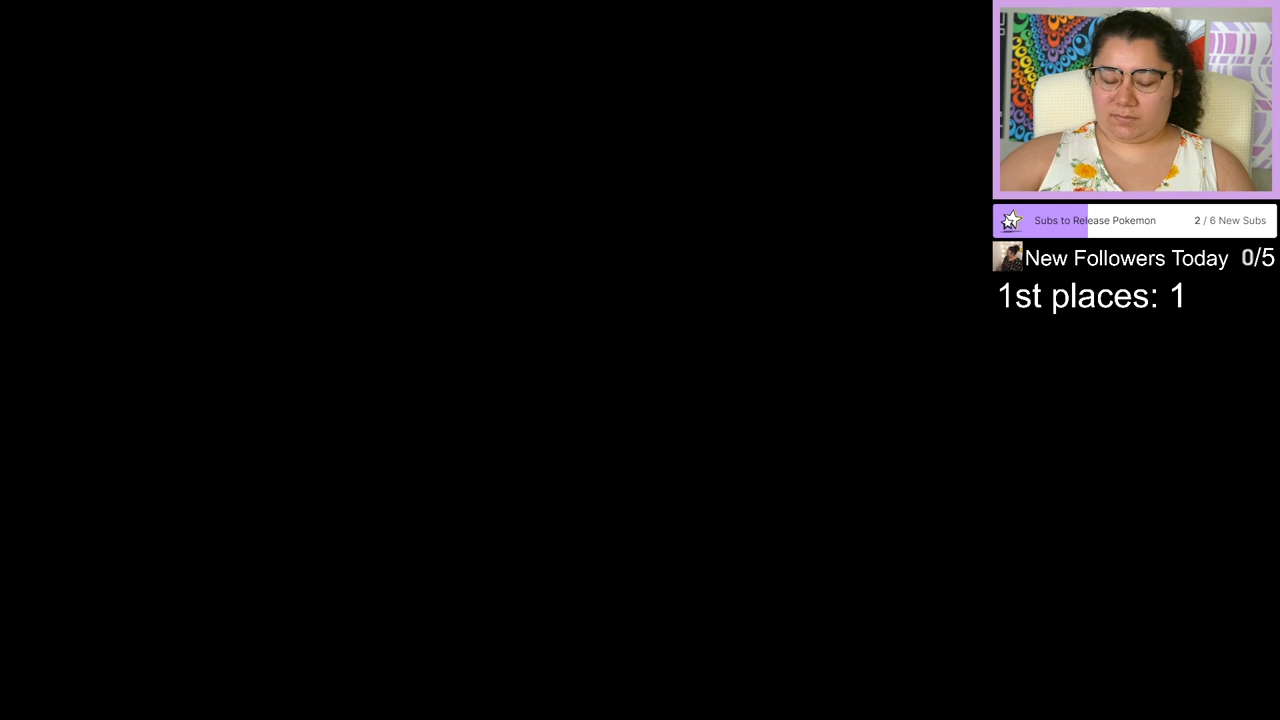 Subs to Release Pokemon 2 / 6 New Subs
New Followers Today 0/5
1st places: 1